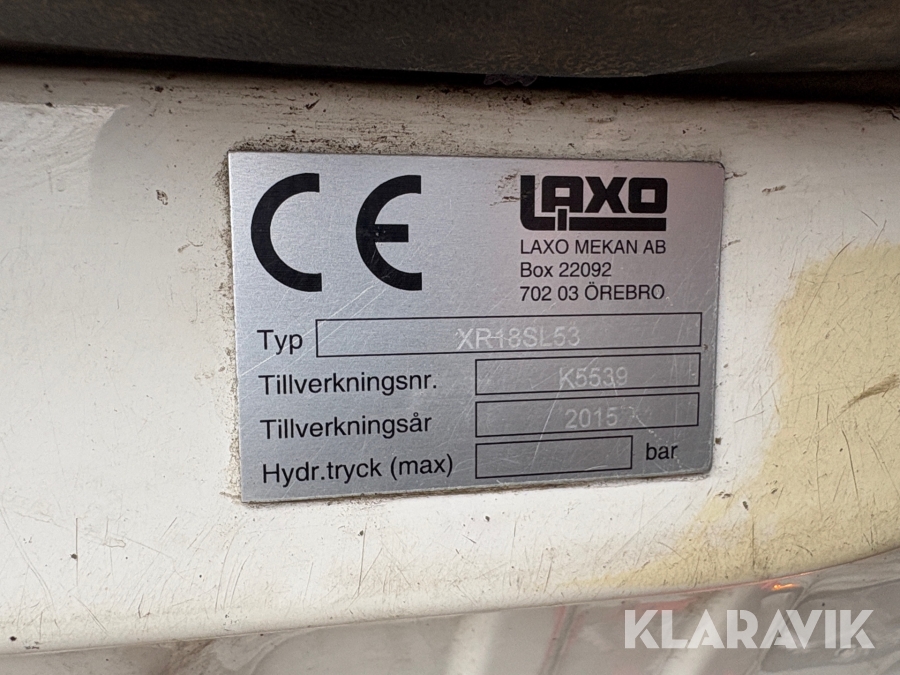 CE
LAXO
LAXO MEKAN AB
Box 22092
702 03 ÖREBRO
Typ XR18SL53
Tillverkningsnr. K5539
Tillverkningsår 2015
Hydr.tryck (max) bar
KLARAVIK